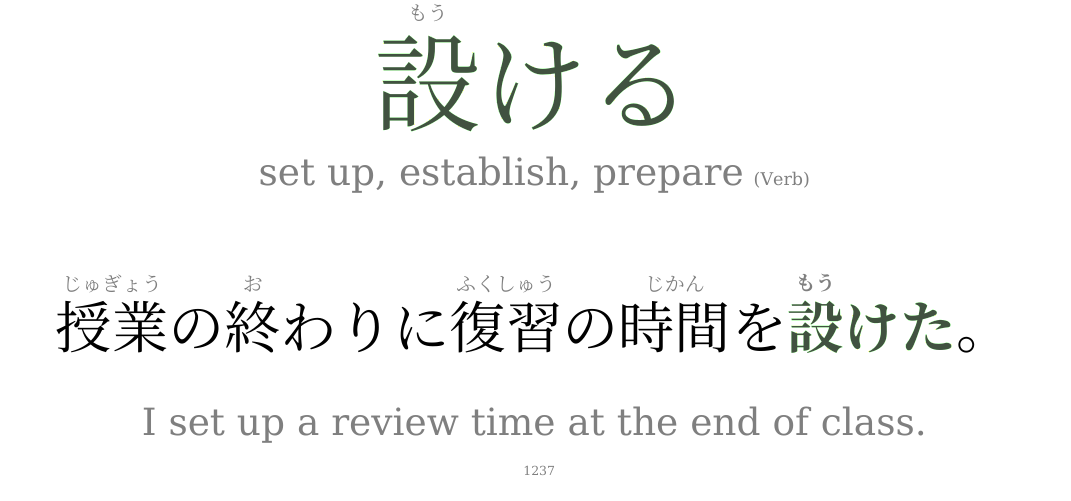 もう
設ける
set up, establish, prepare (Verb)
じゅぎょう お ふくしゅう じかん もう
授業の終わりに復習の時間を設けた。
I set up a review time at the end of class.
1237